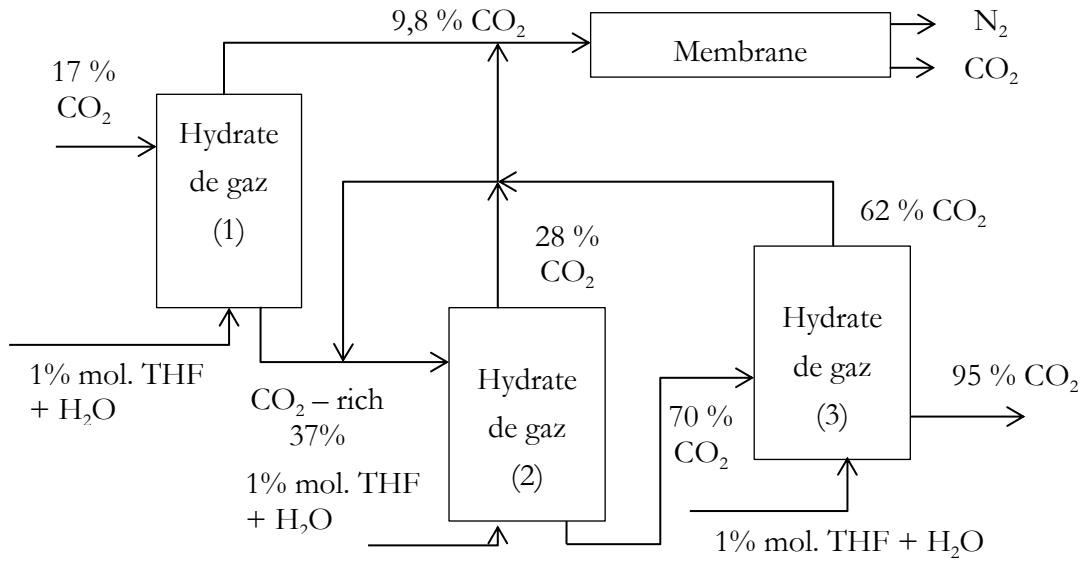 9,8 % CO₂
N₂
Membrane
CO₂
17 %
CO₂
Hydrate
de gaz
(1)
62 % CO₂
28 %
CO₂
1% mol. THF
+ H₂O
CO₂ – rich
37%
Hydrate
de gaz
(2)
Hydrate
de gaz
(3)
95 % CO₂
70 %
CO₂
1% mol. THF
+ H₂O
1% mol. THF + H₂O